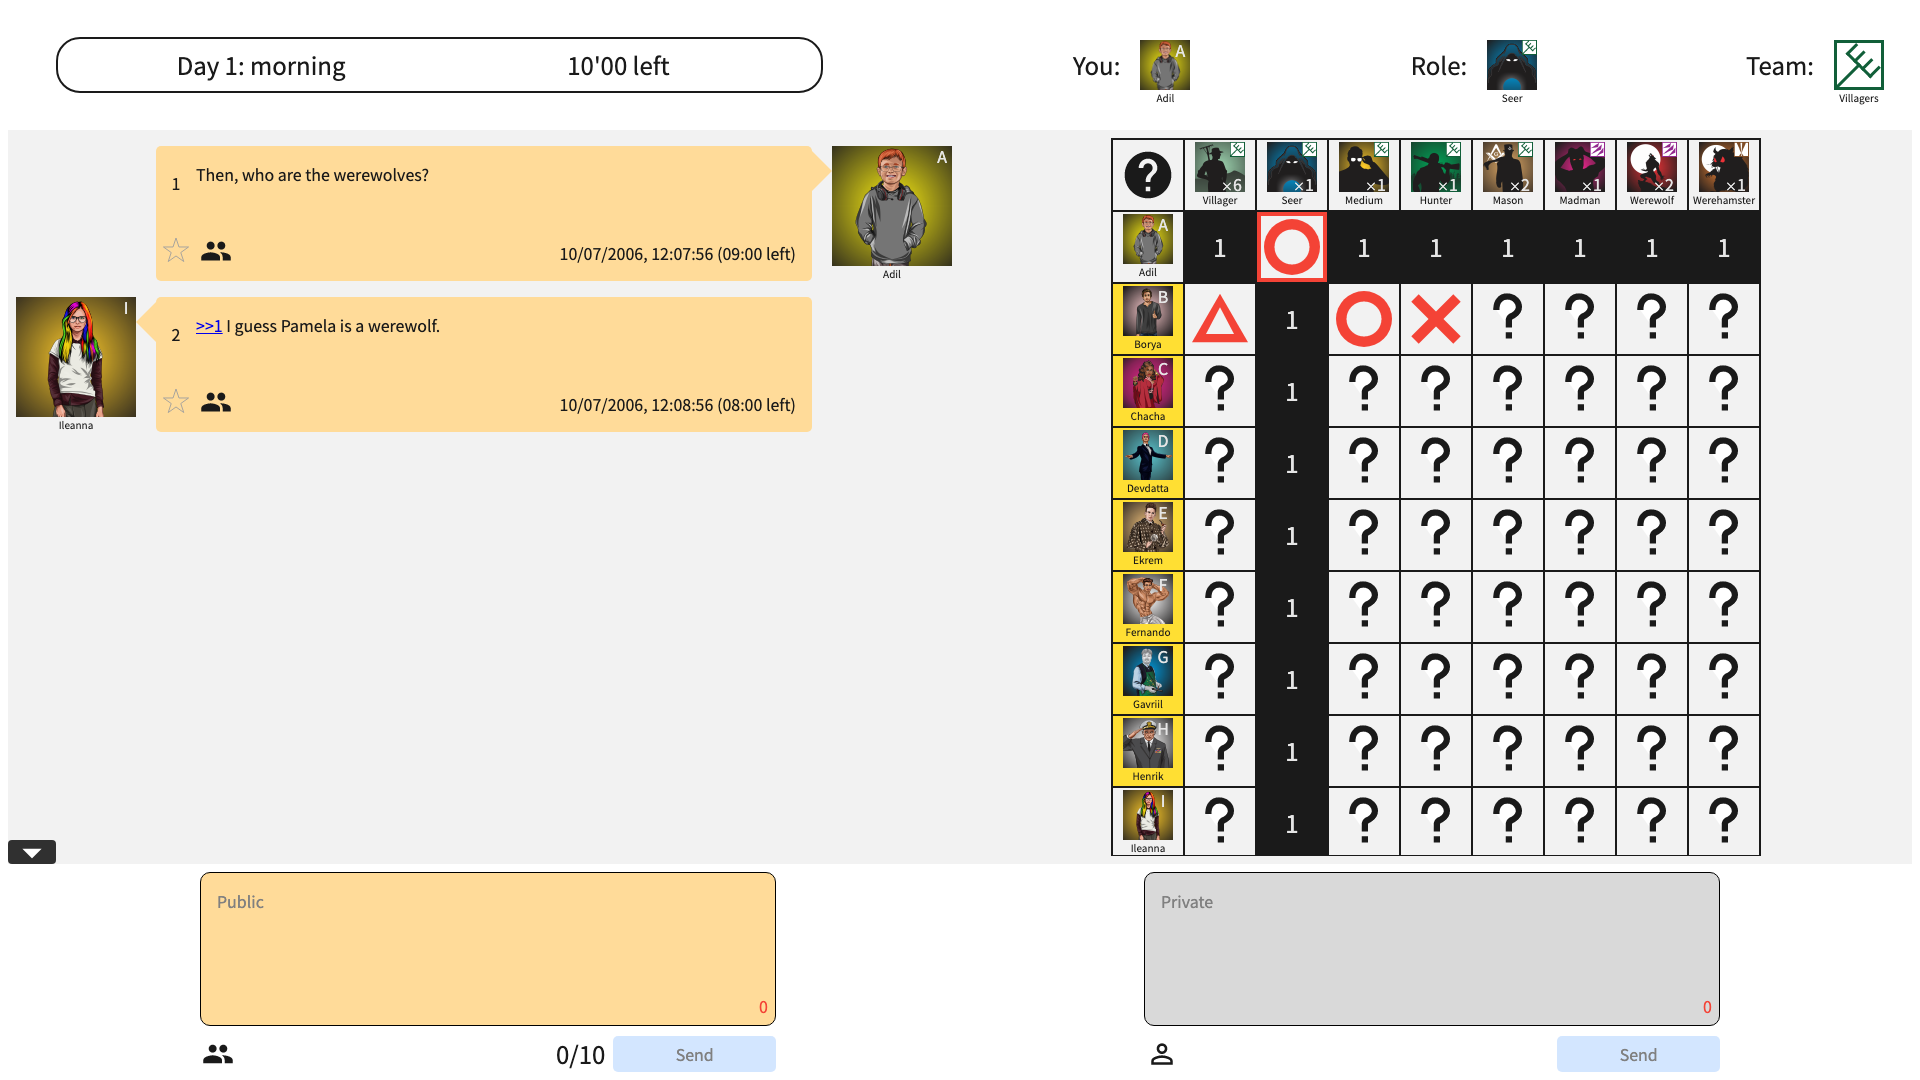 Day 1: morning 10'00 left
You: A Adil
Role: Seer
Team: Villagers
1 Then, who are the werewolves?
10/07/2006, 12:07:56 (09:00 left)
A
Adil
I
Ileanna
2 >>1 I guess Pamela is a werewolf.
10/07/2006, 12:08:56 (08:00 left)
? ×6 ×1 ×1 ×1 ×2 ×1 ×2 ×1
Villager Seer Medium Hunter Mason Madman Werewolf Werehamster
A 1 1 1 1 1 1 1
Adil
B 1 ? ? ? ?
Borya
C ? 1 ? ? ? ? ? ?
Chacha
D ? 1 ? ? ? ? ? ?
Devdatta
E ? 1 ? ? ? ? ? ?
Ekrem
F ? 1 ? ? ? ? ? ?
Fernando
G ? 1 ? ? ? ? ? ?
Gavriil
H ? 1 ? ? ? ? ? ?
Henrik
I ? 1 ? ? ? ? ? ?
Ileanna
Public
0
0/10 Send
Private
0
Send